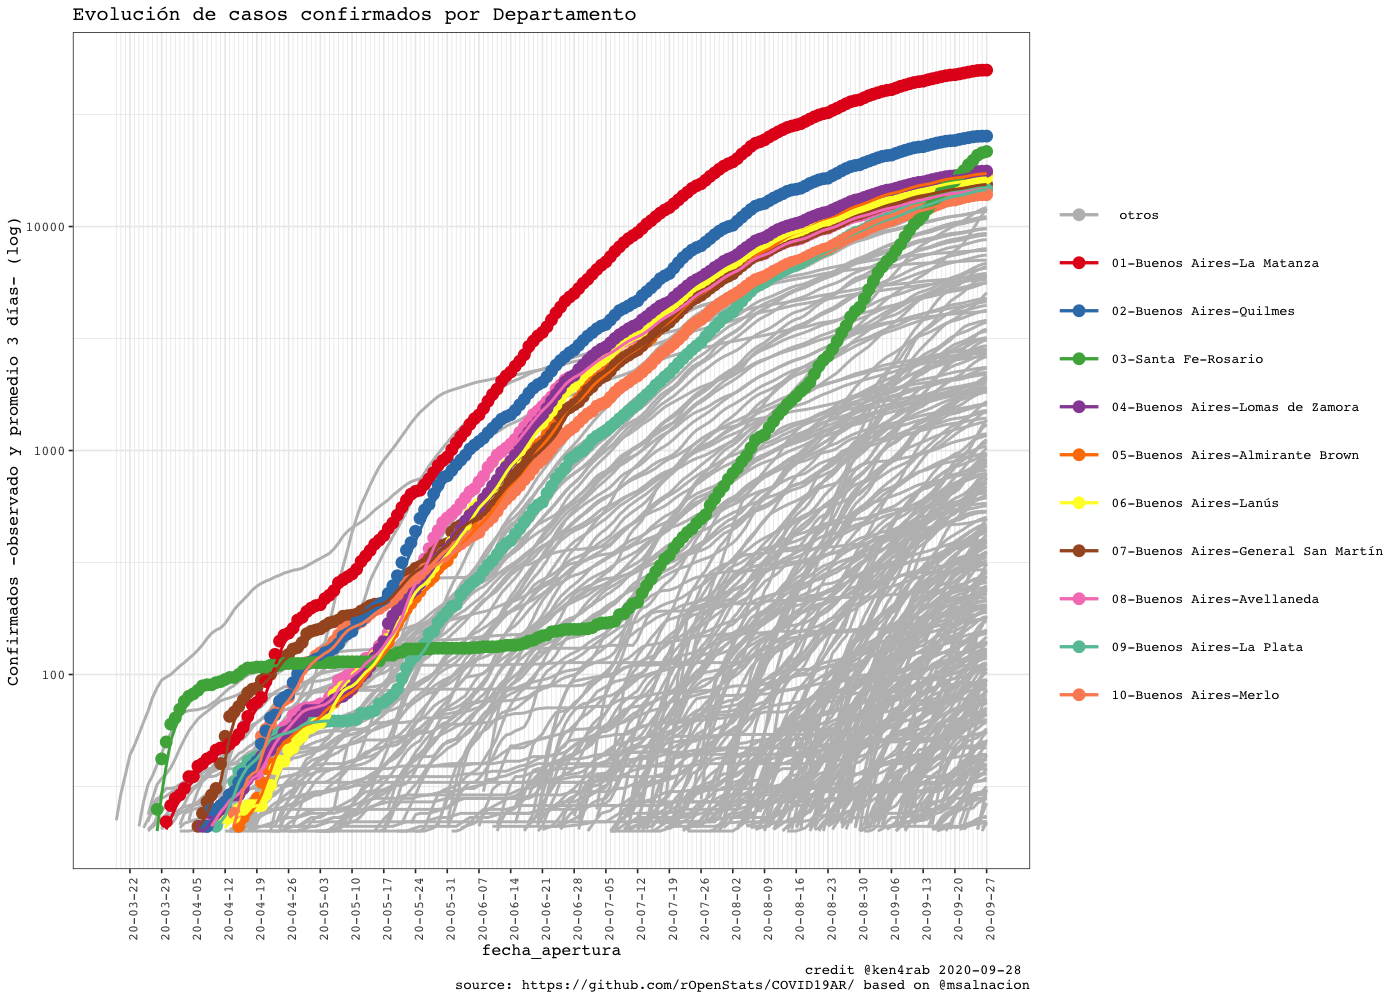 Evolución de casos confirmados por Departamento
Confirmados -observado y promedio 3 días- (log)
10000
1000
100
20-03-22
20-03-29
20-04-05
20-04-12
20-04-19
20-04-26
20-05-03
20-05-10
20-05-17
20-05-24
20-05-31
20-06-07
20-06-14
20-06-21
20-06-28
20-07-05
20-07-12
20-07-19
20-07-26
20-08-02
20-08-09
20-08-16
20-08-23
20-08-30
20-09-06
20-09-13
20-09-20
20-09-27
fecha_apertura
otros
01-Buenos Aires-La Matanza
02-Buenos Aires-Quilmes
03-Santa Fe-Rosario
04-Buenos Aires-Lomas de Zamora
05-Buenos Aires-Almirante Brown
06-Buenos Aires-Lanús
07-Buenos Aires-General San Martín
08-Buenos Aires-Avellaneda
09-Buenos Aires-La Plata
10-Buenos Aires-Merlo
credit @ken4rab 2020-09-28
source: https://github.com/rOpenStats/COVID19AR/ based on @msalnacion